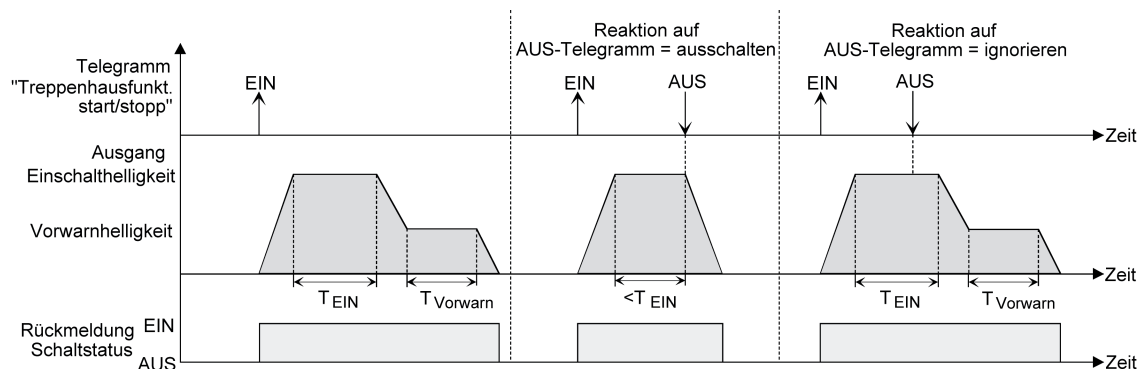 Reaktion auf
AUS-Telegramm = ausschalten
Reaktion auf
AUS-Telegramm = ignorieren
Telegramm
"Treppenhausfunkt.
start/stopp"
EIN
EIN
AUS
EIN
AUS
Zeit
Ausgang
Einschalthelligkeit
Vorwarnhelligkeit
Zeit
T EIN
T Vorwarn
<T EIN
T EIN
T Vorwarn
Rückmeldung
Schaltstatus
EIN
AUS
Zeit